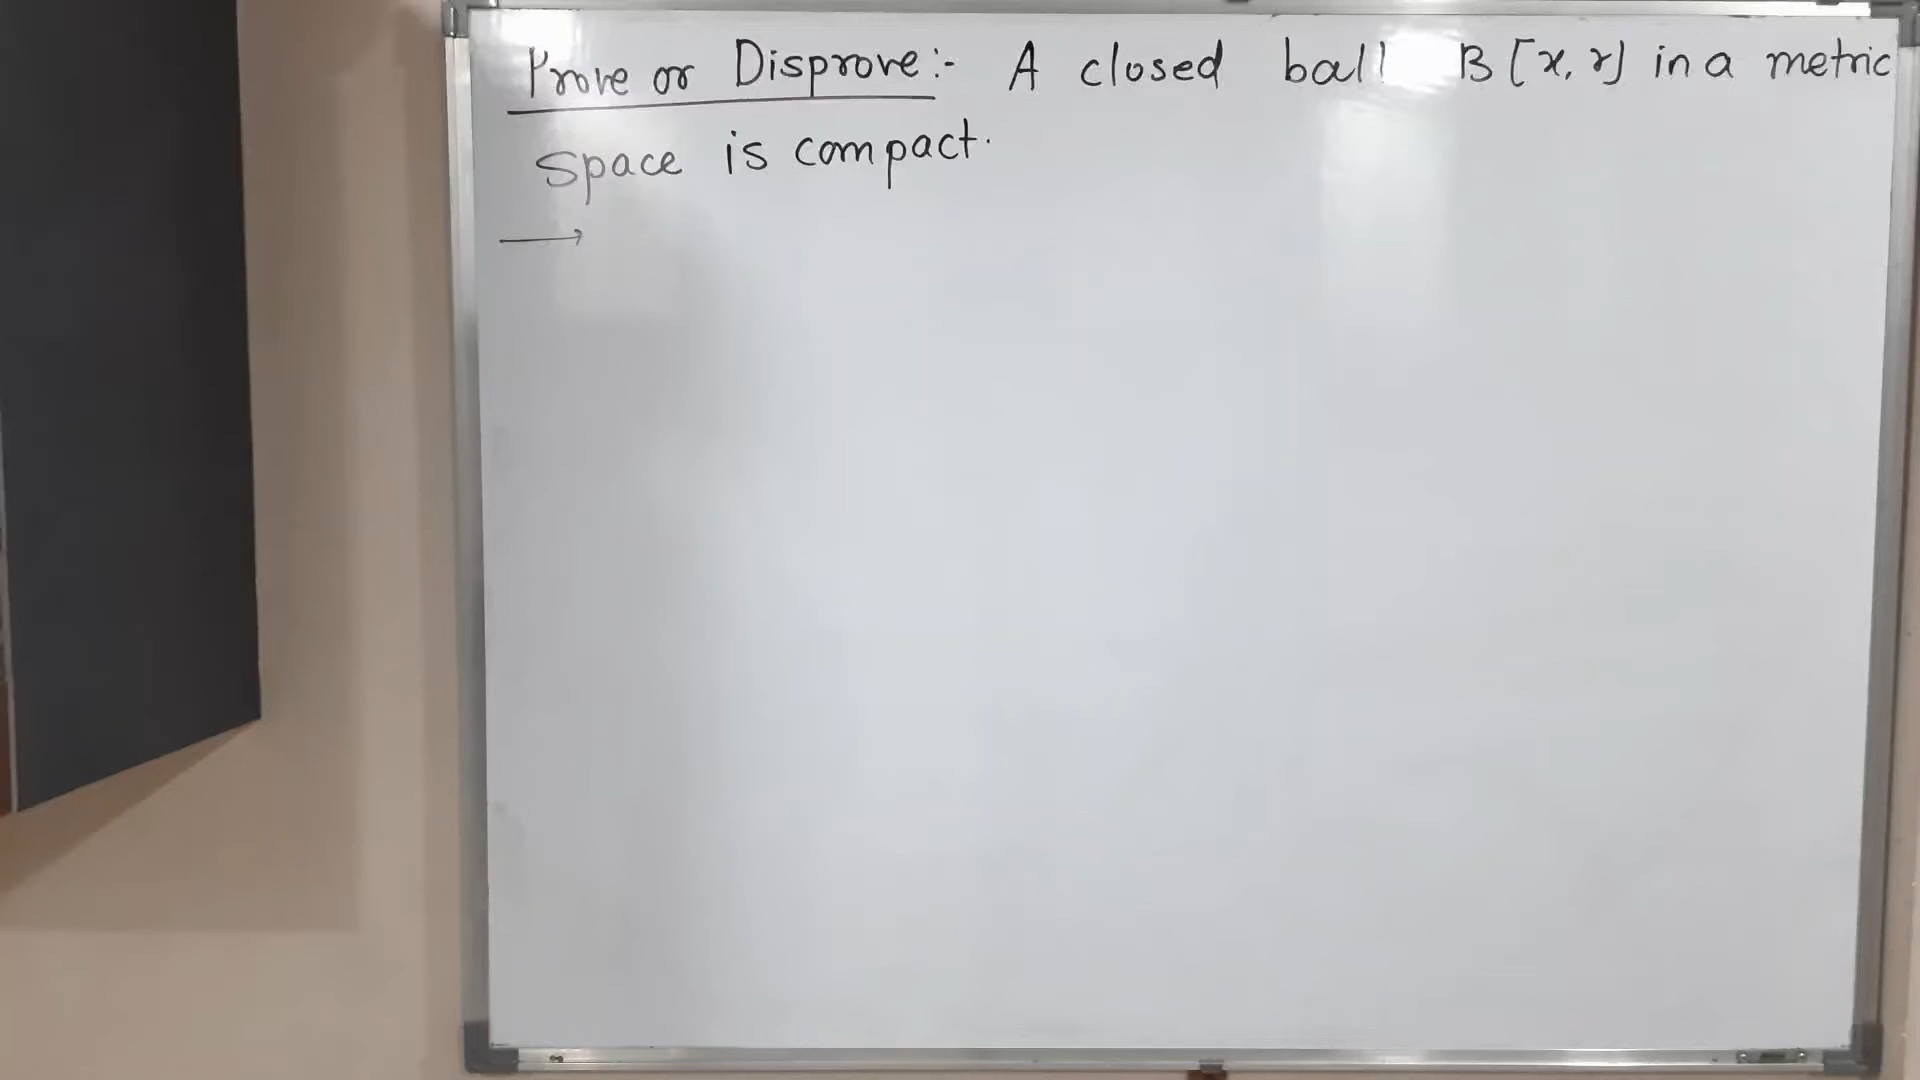 Prove or Disprove:- A closed ball B[x, r] in a metric
space is compact.
→